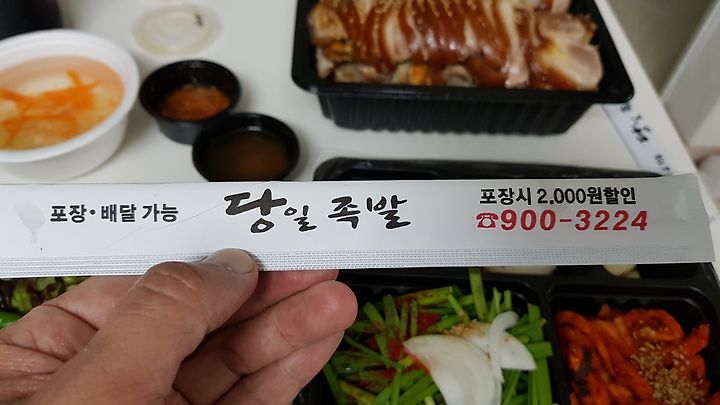 포장·배달 가능
당일 족발
포장시 2,000원할인
☎900-3224